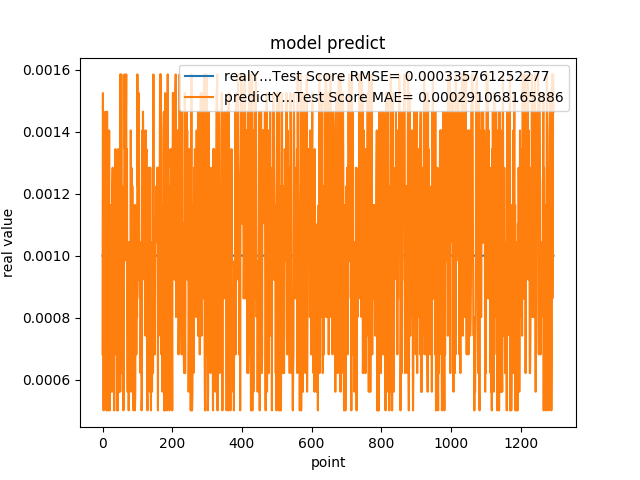 model predict
realY...Test Score RMSE= 0.000335761252277
predictY...Test Score MAE= 0.000291068165886
0.0016
0.0014
0.0012
0.0010
0.0008
0.0006
real value
0 200 400 600 800 1000 1200
point